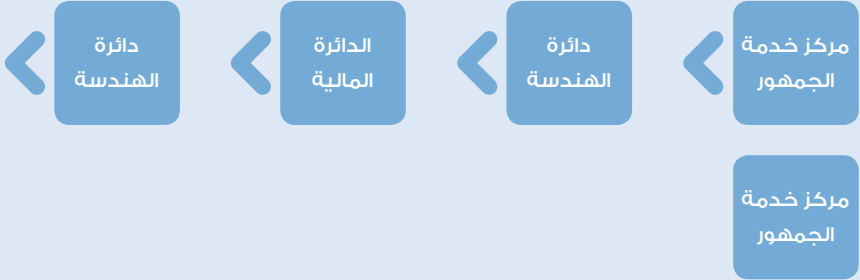 مركز خدمة
الجمهور
دائرة
الهندسة
الدائرة
المالية
دائرة
الهندسة
مركز خدمة
الجمهور